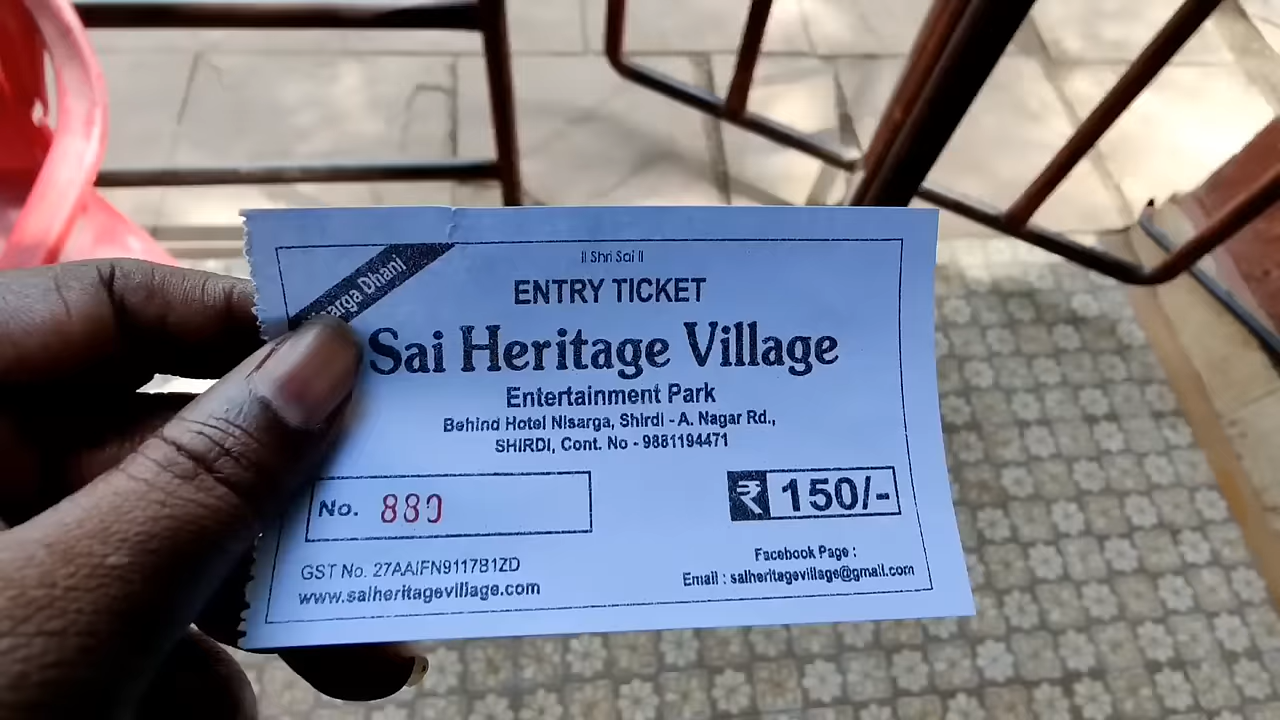 ॥ Shri Sai ॥
ENTRY TICKET
Dhani
Sai Heritage Village
Entertainment Park
Behind Hotel Nisarga, Shirdi - A. Nagar Rd.,
SHIRDI, Cont. No - 9881194471
No. 880
₹ 150/-
GST No. 27AAIFN9117B1ZD
www.saiheritagevillage.com
Facebook Page :
Email : saiheritagevillage@gmail.com